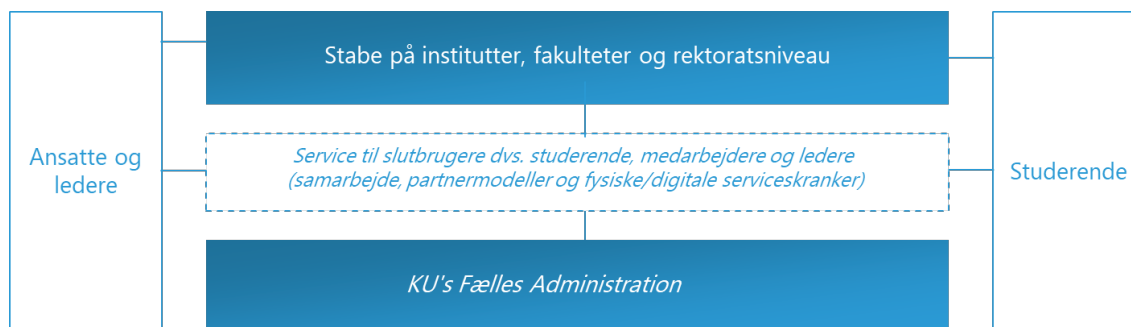 Stabe på institutter, fakulteter og rektoratsniveau
Ansatte og
ledere
Service til slutbrugere dvs. studerende, medarbejdere og ledere
(samarbejde, partnermodeller og fysiske/digitale serviceskranker)
Studerende
KU's Fælles Administration